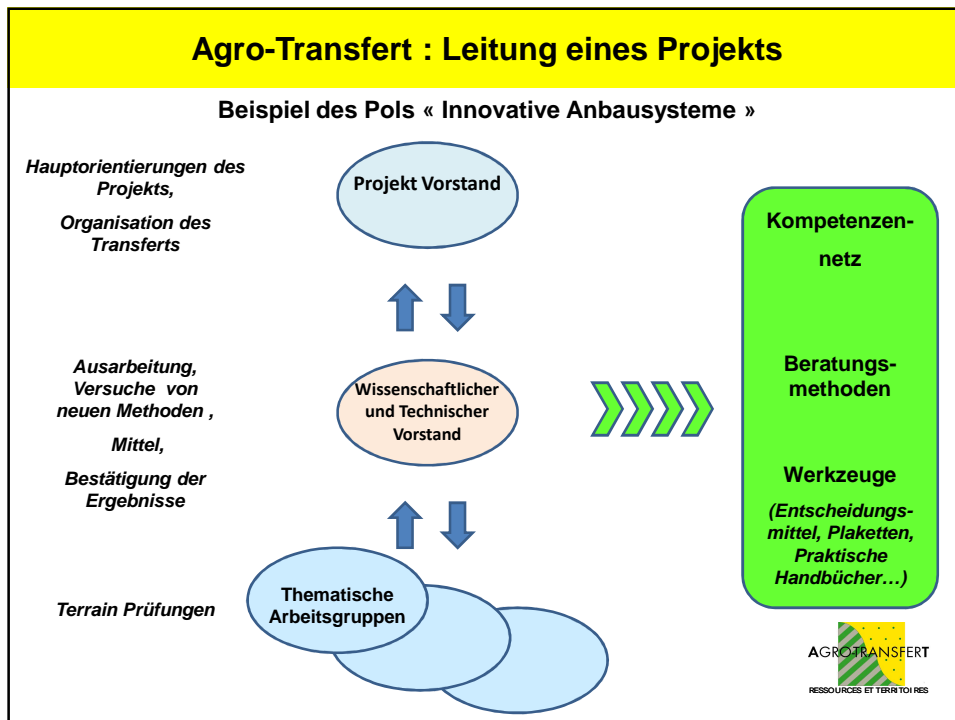 Agro-Transfert : Leitung eines Projekts
Beispiel des Pols « Innovative Anbausysteme »
Hauptorientierungen des
Projekts,
Organisation des
Transferts
Projekt Vorstand
Ausarbeitung,
Versuche von
neuen Methoden ,
Mittel,
Bestätigung der
Ergebnisse
Wissenschaftlicher
und Technischer
Vorstand
Terrain Prüfungen
Thematische
Arbeitsgruppen
Kompetenzen-
netz
Beratungs-
methoden
Werkzeuge
(Entscheidungs-
mittel, Plaketten,
Praktische
Handbücher…)
AGROTRANSFERT
RESSOURCES ET TERRITOIRES